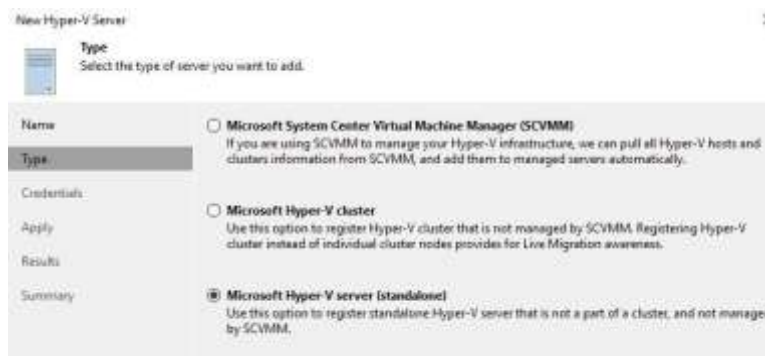 New Hyper-V Server
Type
Select the type of server you want to add.
Name
Type
Credentials
Apply
Results
Summary
Microsoft System Center Virtual Machine Manager (SCVMM)
If you are using SCVMM to manage your Hyper-V infrastructure, we can pull all Hyper-V hosts and
clusters information from SCVMM, and add them to managed servers automatically.
Microsoft Hyper-V cluster
Use this option to register Hyper-V cluster that is not managed by SCVMM. Registering Hyper-V
cluster instead of individual cluster nodes provides for Live Migration awareness.
Microsoft Hyper-V server (standalone)
Use this option to register standalone Hyper-V server that is not a part of a cluster, and not manage
by SCVMM.